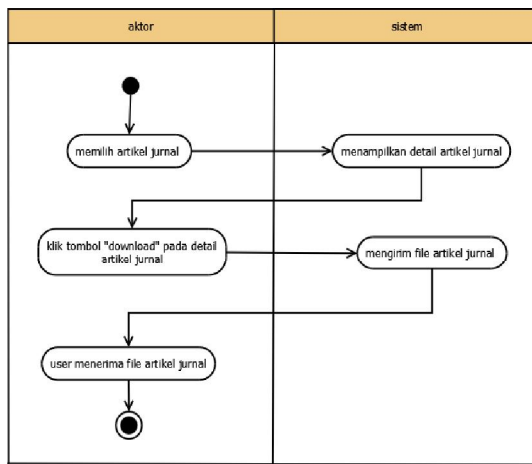 aktor
sistem
memilih artikel jurnal
menampilkan detail artikel jurnal
klik tombol "download" pada detail
artikel jurnal
mengirim file artikel jurnal
user menerima file artikel jurnal